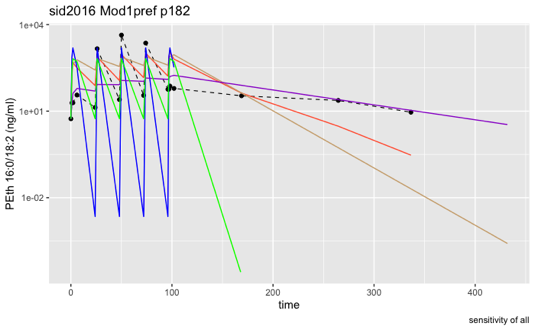 sid2016 Mod1pref p182
PEth 16:0/18:2 (ng/ml)
1e+04
1e+01
1e-02
0
100
200
300
400
time
sensitivity of all